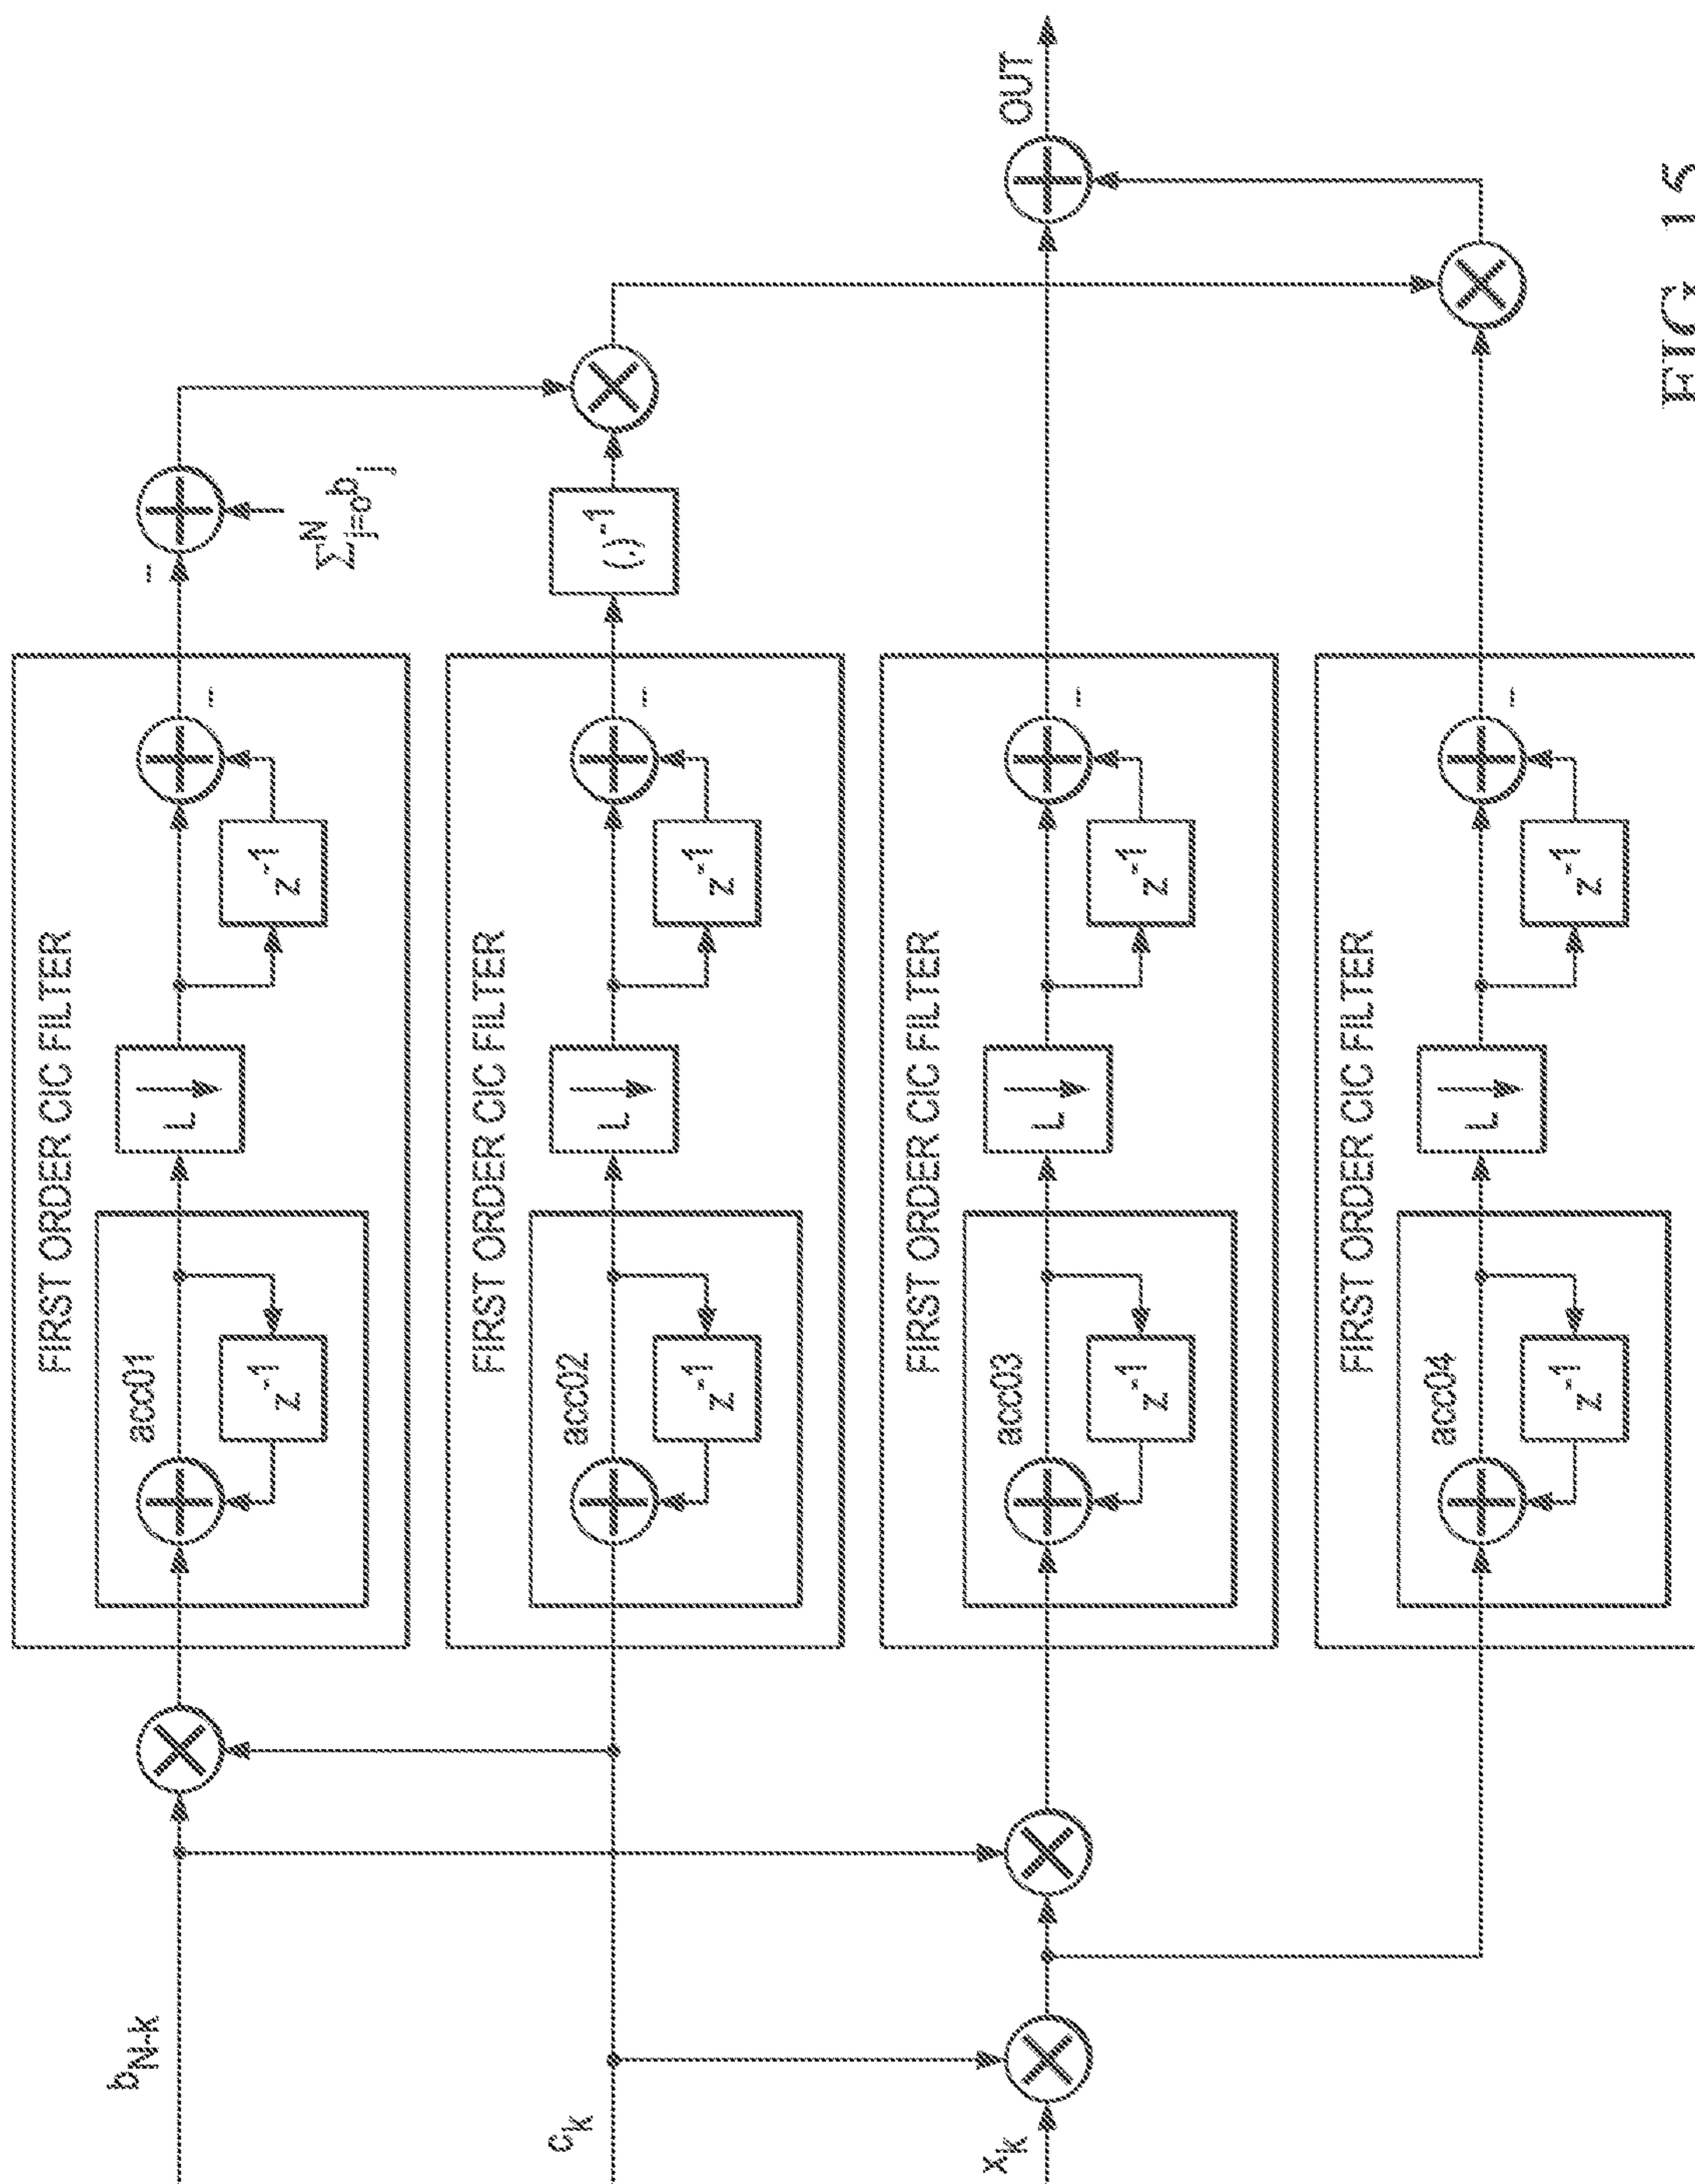 b_{N-k}
c_k
x_k
FIRST ORDER CIC FILTER
acc01
z^{-1}
L ↓
z^{-1}
−
−
\sum_{j=0}^{N} b_j
FIRST ORDER CIC FILTER
acc02
z^{-1}
L ↓
z^{-1}
−
(.)^{-1}
FIRST ORDER CIC FILTER
acc03
z^{-1}
L ↓
z^{-1}
−
OUT
FIRST ORDER CIC FILTER
acc04
z^{-1}
L ↓
z^{-1}
−
FIG. 15